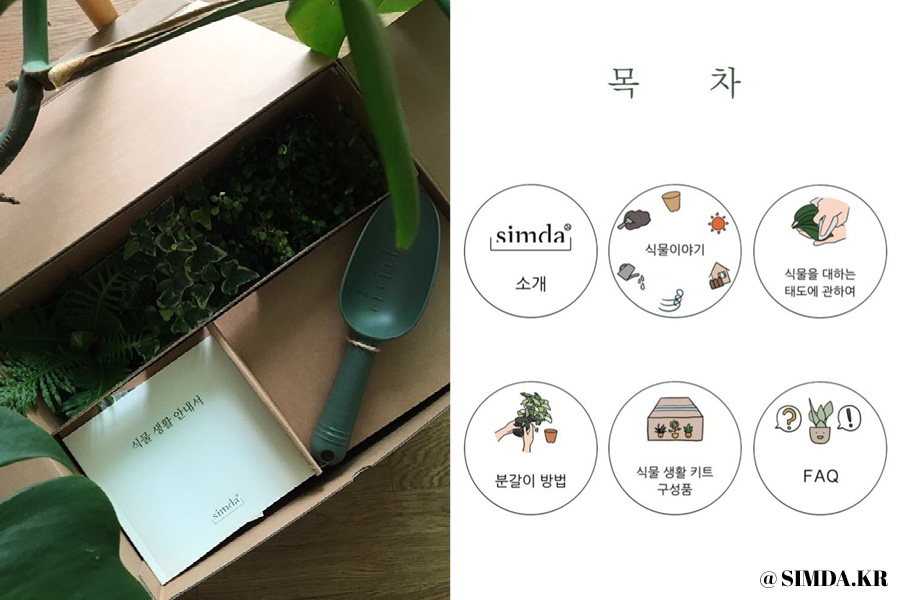 식물 생활 안내서
simda
목 차
simda
소개
식물이야기
식물을 대하는
태도에 관하여
분갈이 방법
식물 생활 키트
구성품
FAQ
@ SIMDA.KR